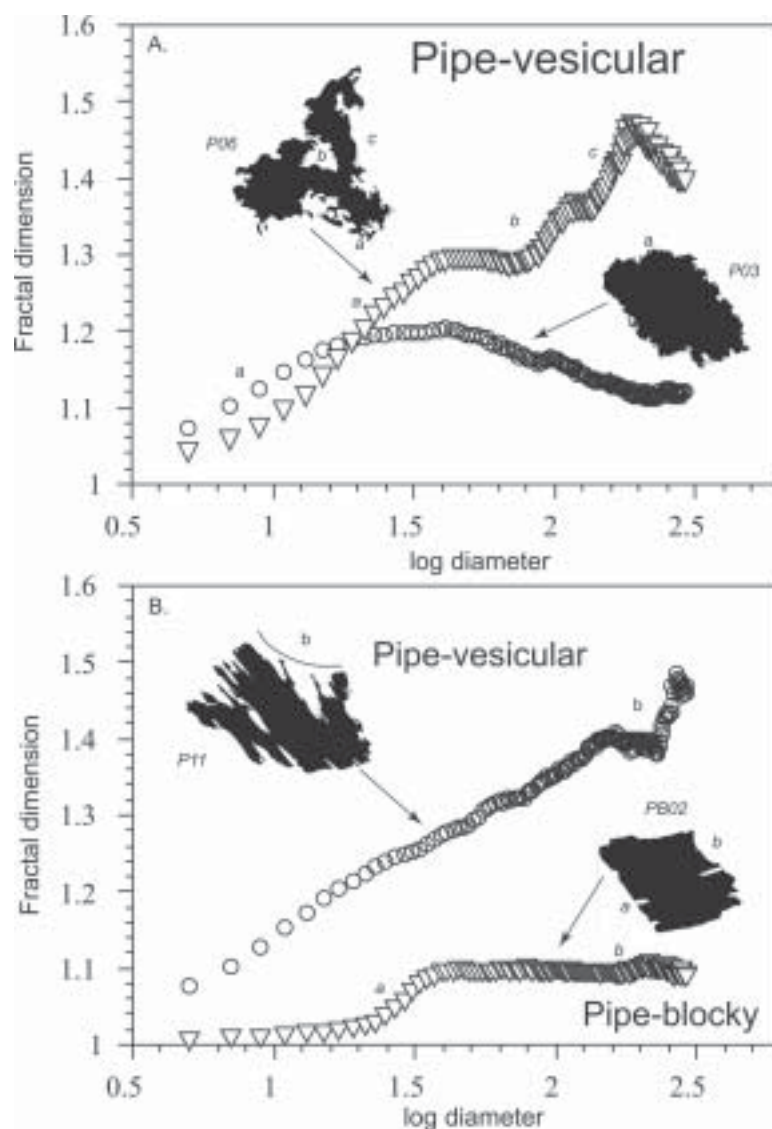 A.
Pipe-vesicular
1.6
1.5
1.4
1.3
1.2
1.1
1
Fractal dimension
P06
b
c
a
a
b
c
a
a
P03
0.5
1
1.5
2
2.5
log diameter
B.
Pipe-vesicular
1.6
1.5
1.4
1.3
1.2
1.1
1
Fractal dimension
b
P11
b
PB02
b
a
a
b
Pipe-blocky
0.5
1
1.5
2
2.5
log diameter